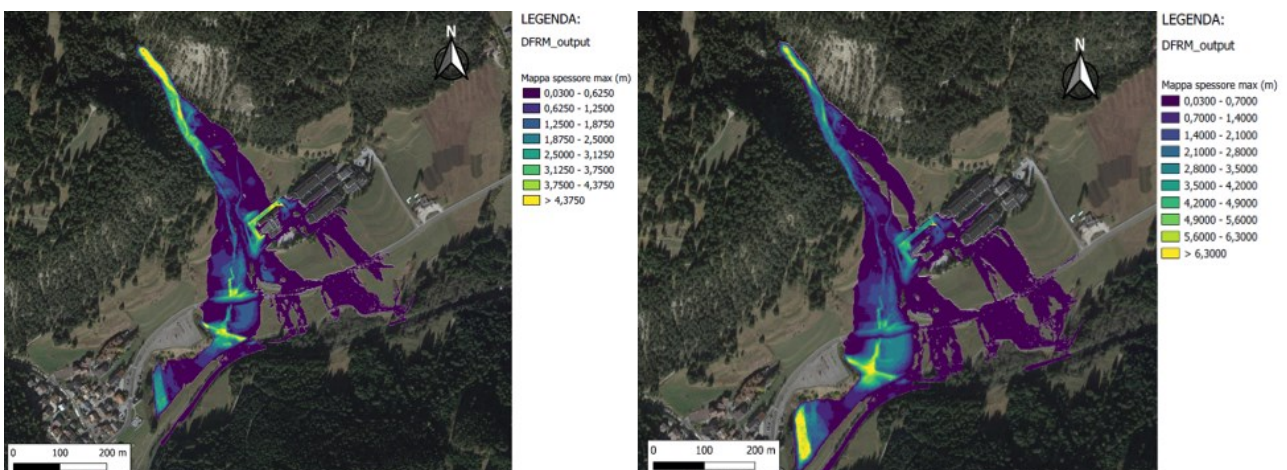 LEGENDA:
DFRM_output
N
Mappa spessore max (m)
0,0300 - 0,6250
0,6250 - 1,2500
1,2500 - 1,8750
1,8750 - 2,5000
2,5000 - 3,1250
3,1250 - 3,7500
3,7500 - 4,3750
> 4,3750
0 100 200 m
LEGENDA:
DFRM_output
N
Mappa spessore max (m)
0,0300 - 0,7000
0,7000 - 1,4000
1,4000 - 2,1000
2,1000 - 2,8000
2,8000 - 3,5000
3,5000 - 4,2000
4,2000 - 4,9000
4,9000 - 5,6000
5,6000 - 6,3000
> 6,3000
0 100 200 m